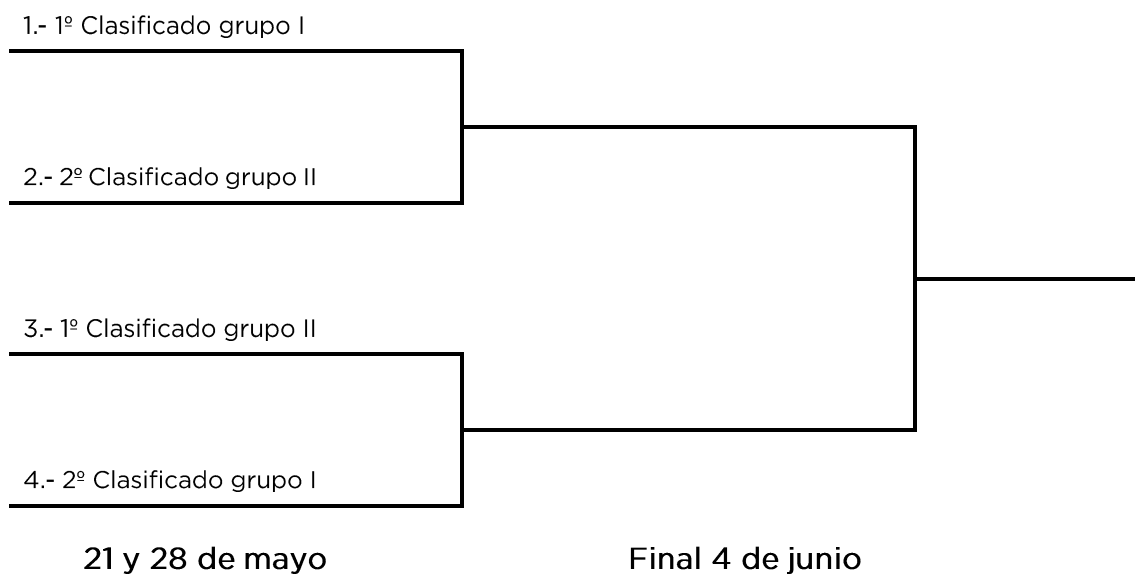 1.- 1º Clasificado grupo I
2.- 2º Clasificado grupo II
3.- 1º Clasificado grupo II
4.- 2º Clasificado grupo I
21 y 28 de mayo
Final 4 de junio